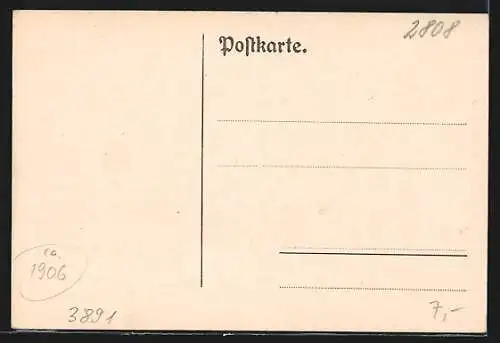 2808
Poſtkarte.
ca.
1906
3891
7,-